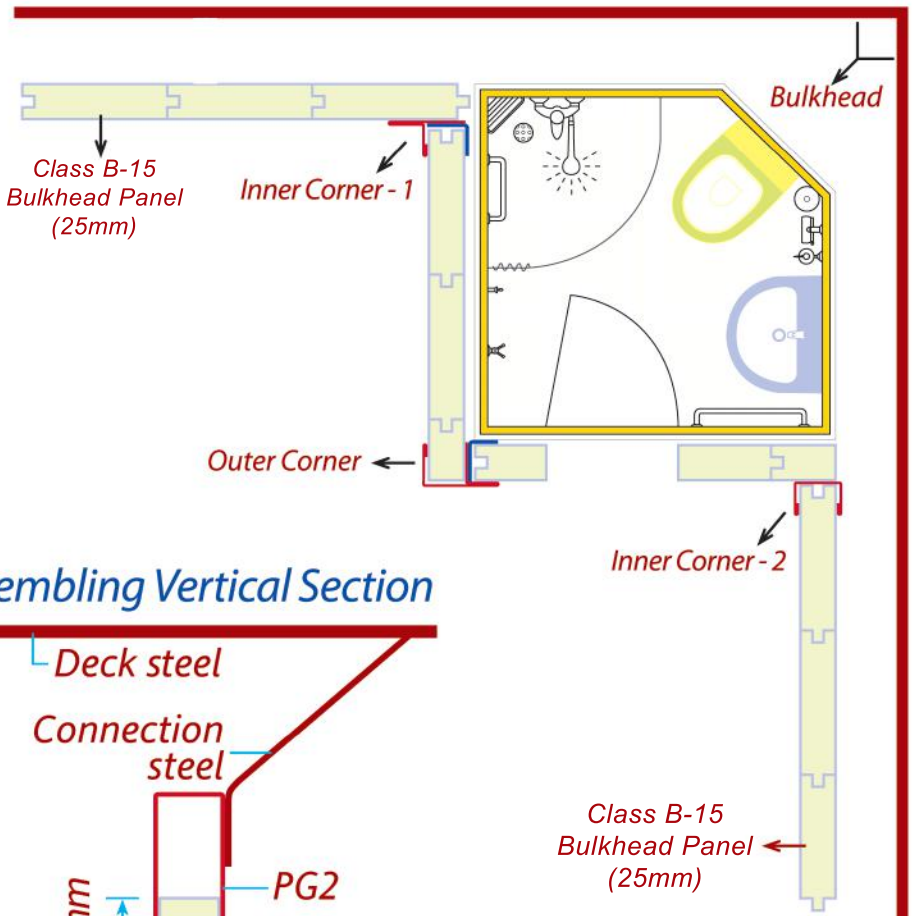 Bulkhead
Class B-15
Bulkhead Panel
(25mm)
Inner Corner - 1
Outer Corner
Inner Corner - 2
embling Vertical Section
Deck steel
Connection
steel
Class B-15
Bulkhead Panel
(25mm)
PG2